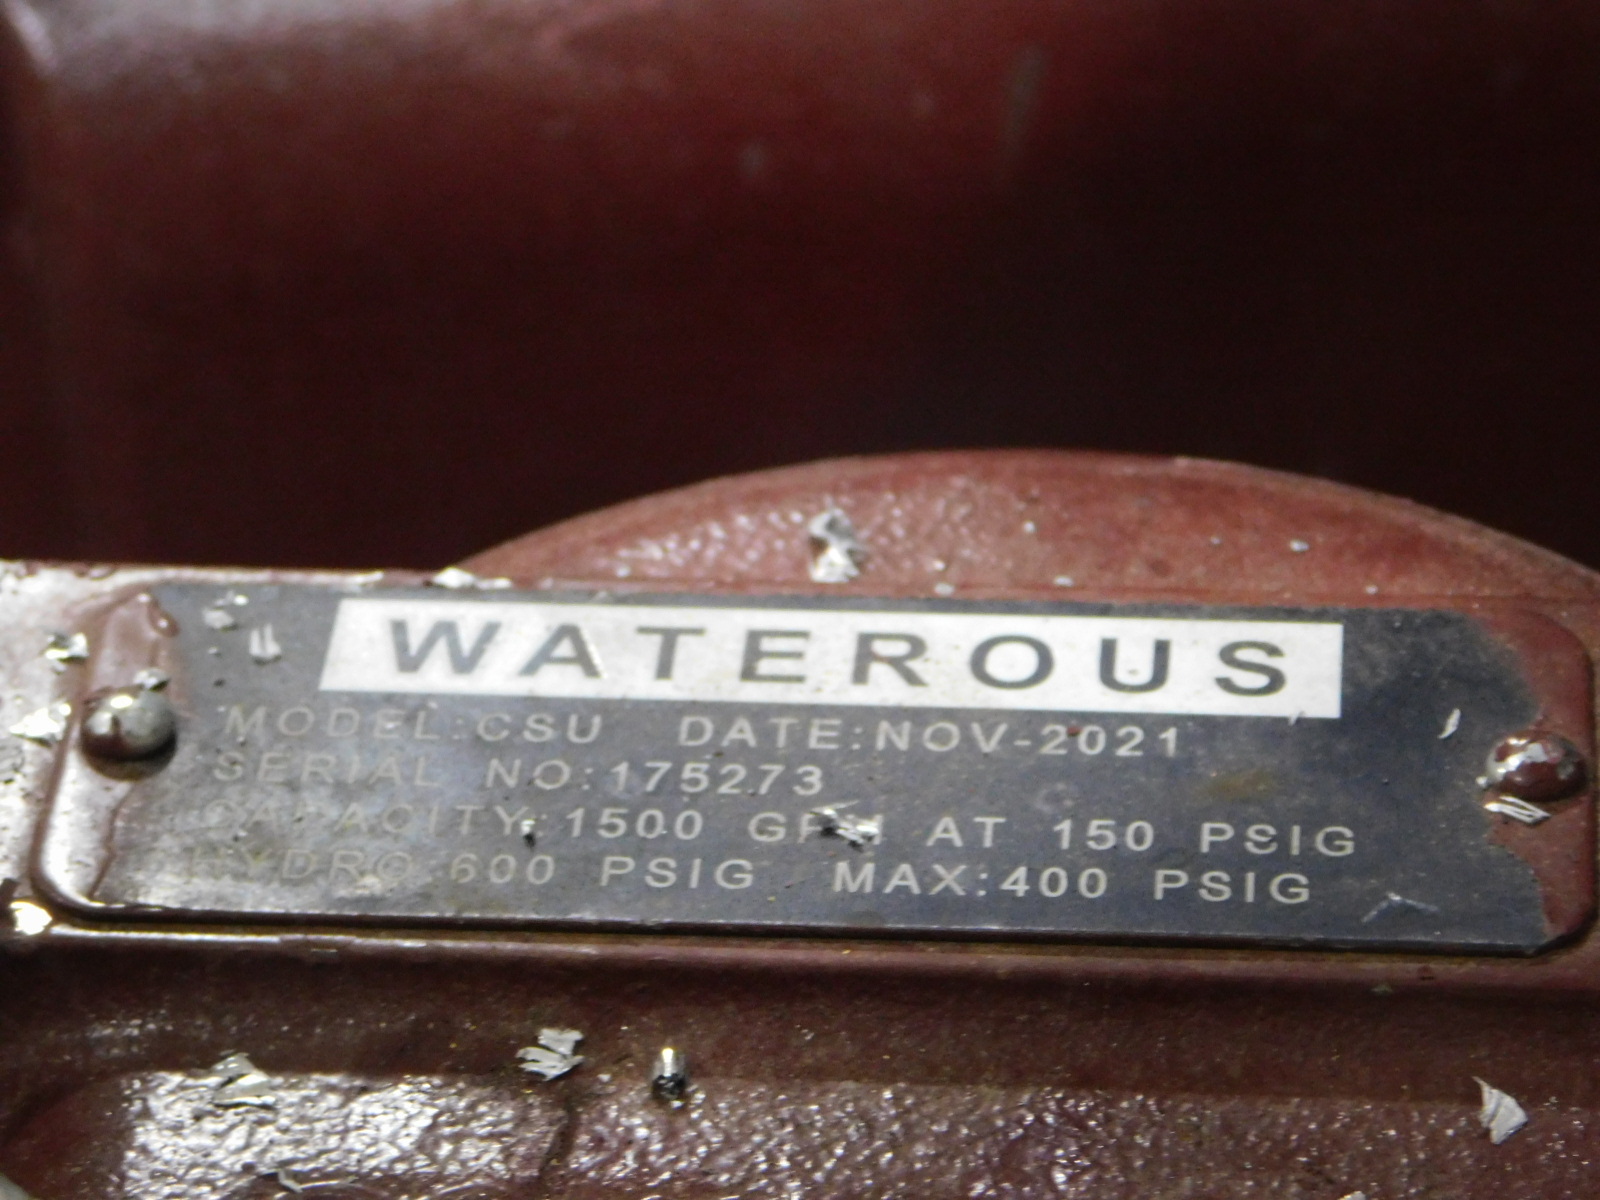 WATEROUS
MODEL:CSU DATE:NOV-2021
SERIAL NO:175273
CAPACITY:1500 GPM AT 150 PSIG
HYDRO:600 PSIG MAX:400 PSIG